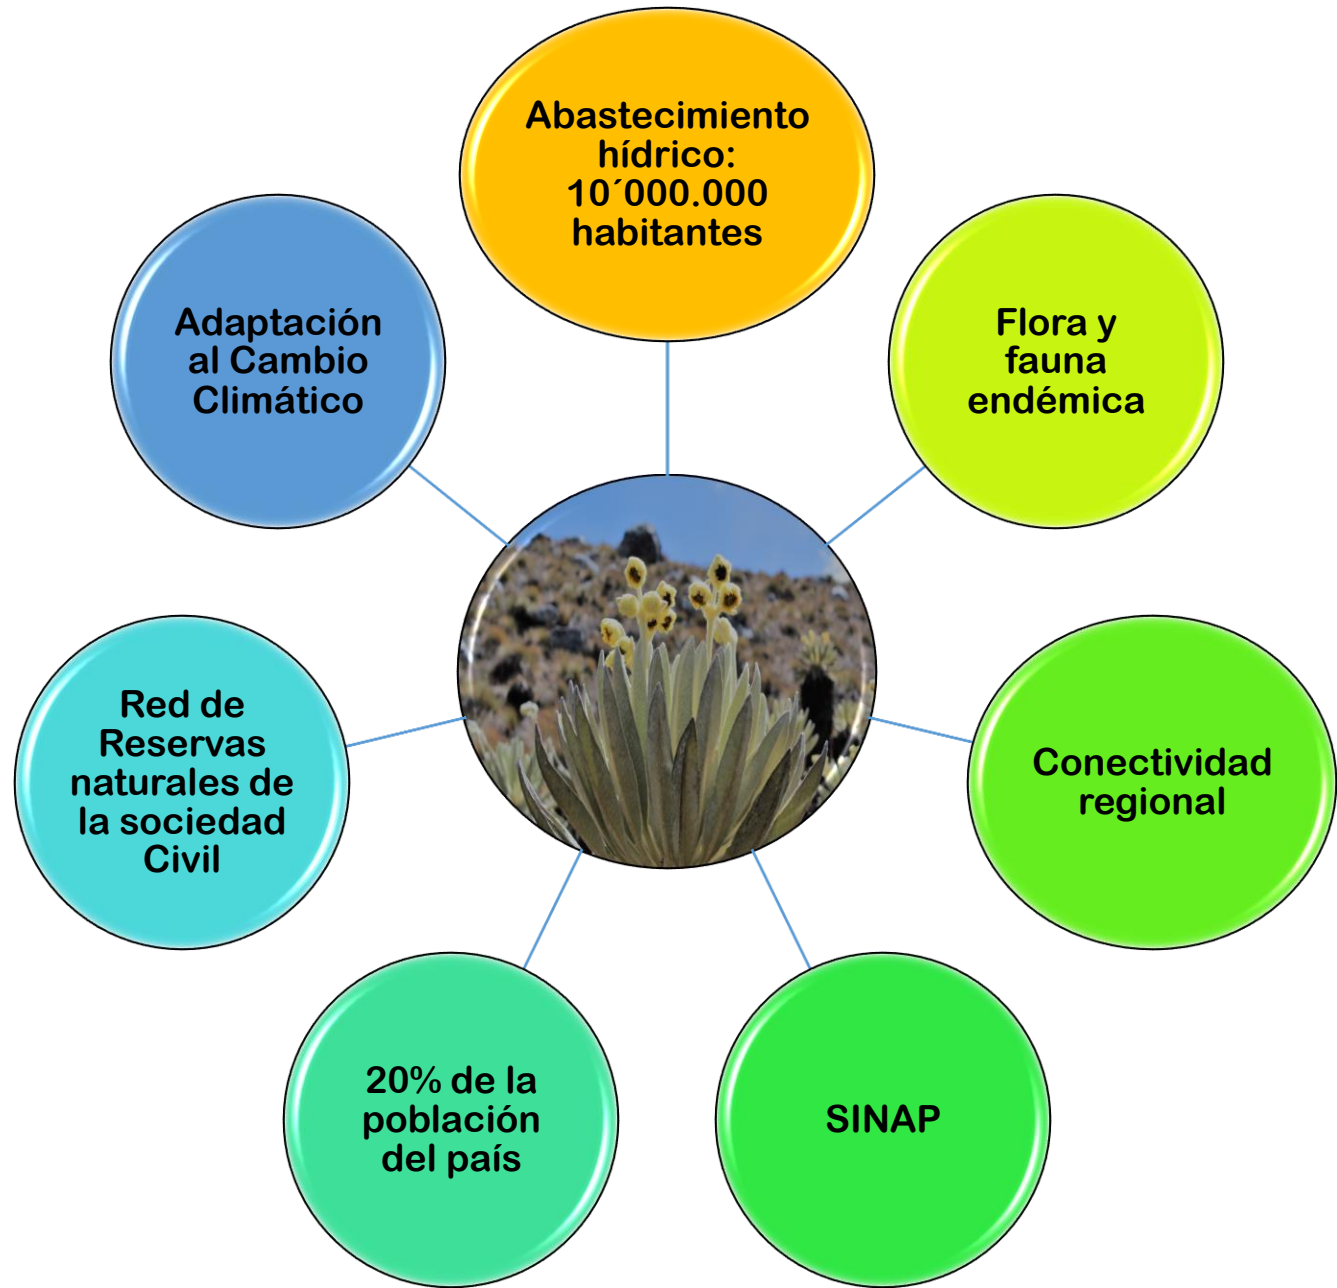 Abastecimiento
hídrico:
10´000.000
habitantes
Flora y
fauna
endémica
Conectividad
regional
SINAP
20% de la
población
del país
Red de
Reservas
naturales de
la sociedad
Civil
Adaptación
al Cambio
Climático